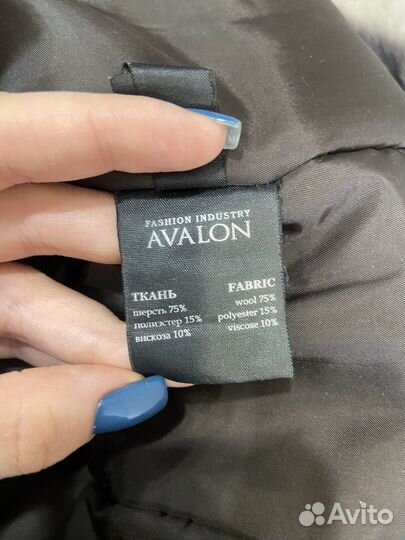 FASHION INDUSTRY
AVALON
ТКАНЬ
шерсть 75%
полиэстер 15%
вискоза 10%
FABRIC
wool 75%
polyester 15%
viscose 10%
Avito